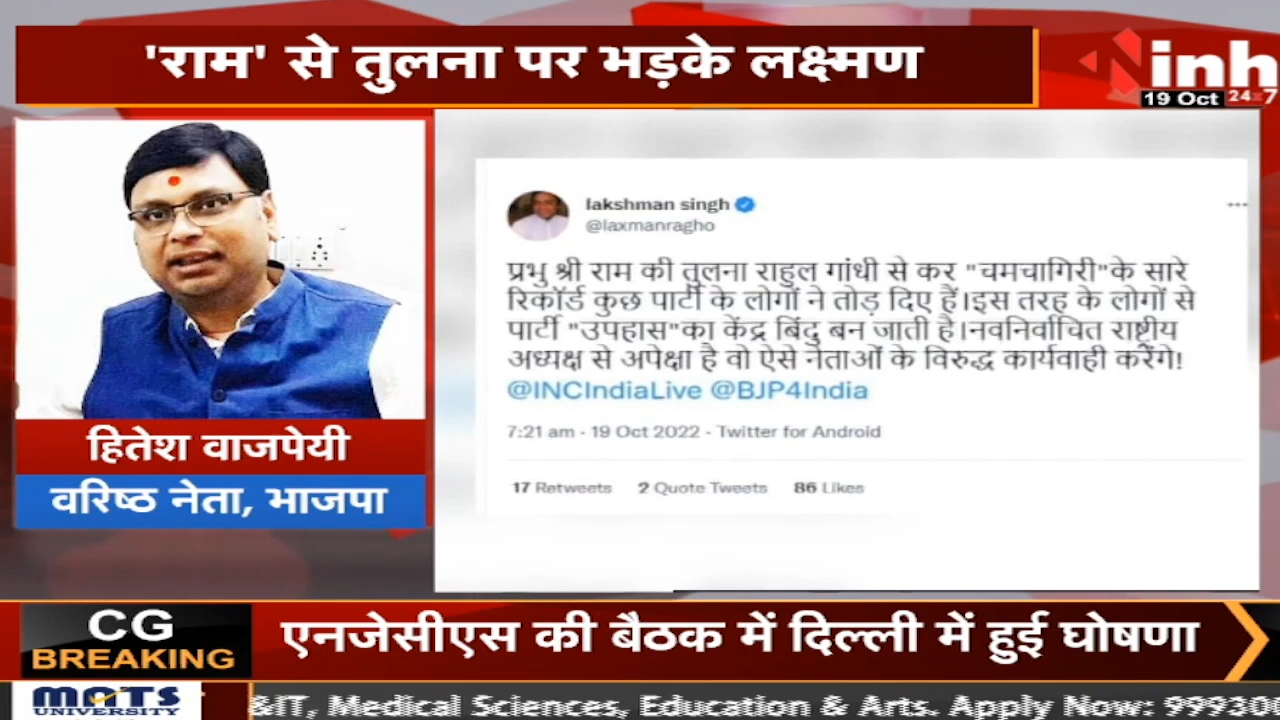 'राम' से तुलना पर भड़के लक्ष्मण
inh
19 Oct 24x7
lakshman singh
@laxmanragho
प्रभु श्री राम की तुलना राहुल गांधी से कर "चमचागिरी"के सारे
रिकॉर्ड कुछ पार्टी के लोगों ने तोड़ दिए हैं।इस तरह के लोगों से
पार्टी "उपहास"का केंद्र बिंदु बन जाती है।नवनिर्वाचित राष्ट्रीय
अध्यक्ष से अपेक्षा है वो ऐसे नेताओं के विरुद्ध कार्यवाही करेंगे!
@INCIndiaLive @BJP4India
7:21 am - 19 Oct 2022 - Twitter for Android
17 Retweets 2 Quote Tweets 86 Likes
हितेश वाजपेयी
वरिष्ठ नेता, भाजपा
CG
BREAKING
एनजेसीएस की बैठक में दिल्ली में हुई घोषणा
MATS
UNIVERSITY
&IT, Medical Sciences, Education & Arts. Apply Now: 99930